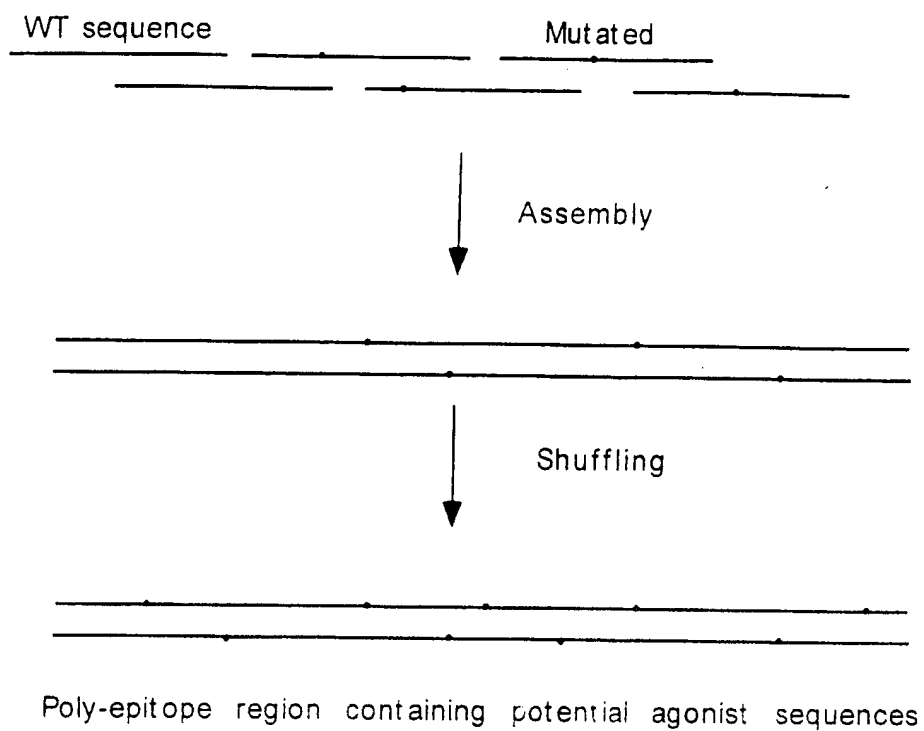 WT sequence
Mutated
Assembly
Shuffling
Poly-epitope region containing potential agonist sequences